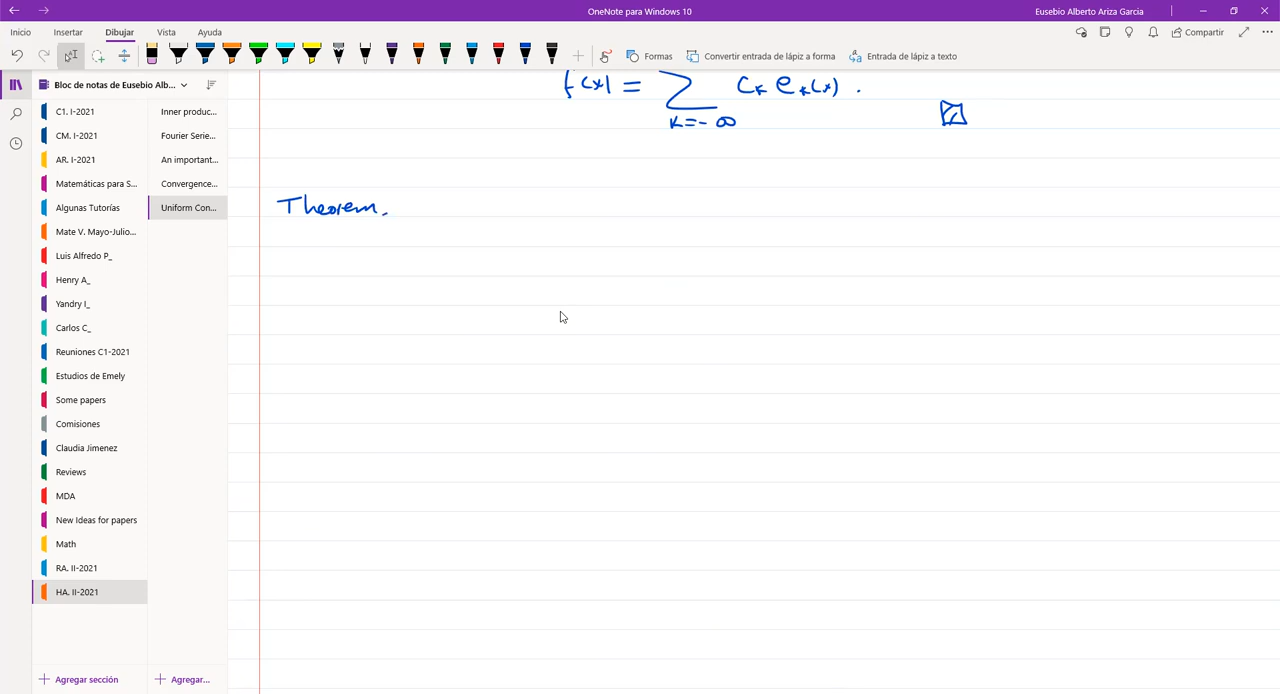 OneNote para Windows 10
Eusebio Alberto Ariza Garcia
Inicio
Insertar
Dibujar
Vista
Ayuda
Compartir
Formas
Convertir entrada de lápiz a forma
Entrada de lápiz a texto
Bloc de notas de Eusebio Alb...
C1. I-2021
CM. I-2021
AR. I-2021
Matemáticas para S...
Algunas Tutorías
Mate V. Mayo-Julio...
Luis Alfredo P_
Henry A_
Yandry I_
Carlos C_
Reuniones C1-2021
Estudios de Emely
Some papers
Comisiones
Claudia Jimenez
Reviews
MDA
New Ideas for papers
Math
RA. II-2021
HA. II-2021
Agregar sección
Inner produc...
Fourier Serie...
An important...
Convergence...
Uniform Con...
Agregar...
f(x) = ∑ c_k e_k(x) .
k=-∞
Theorem.